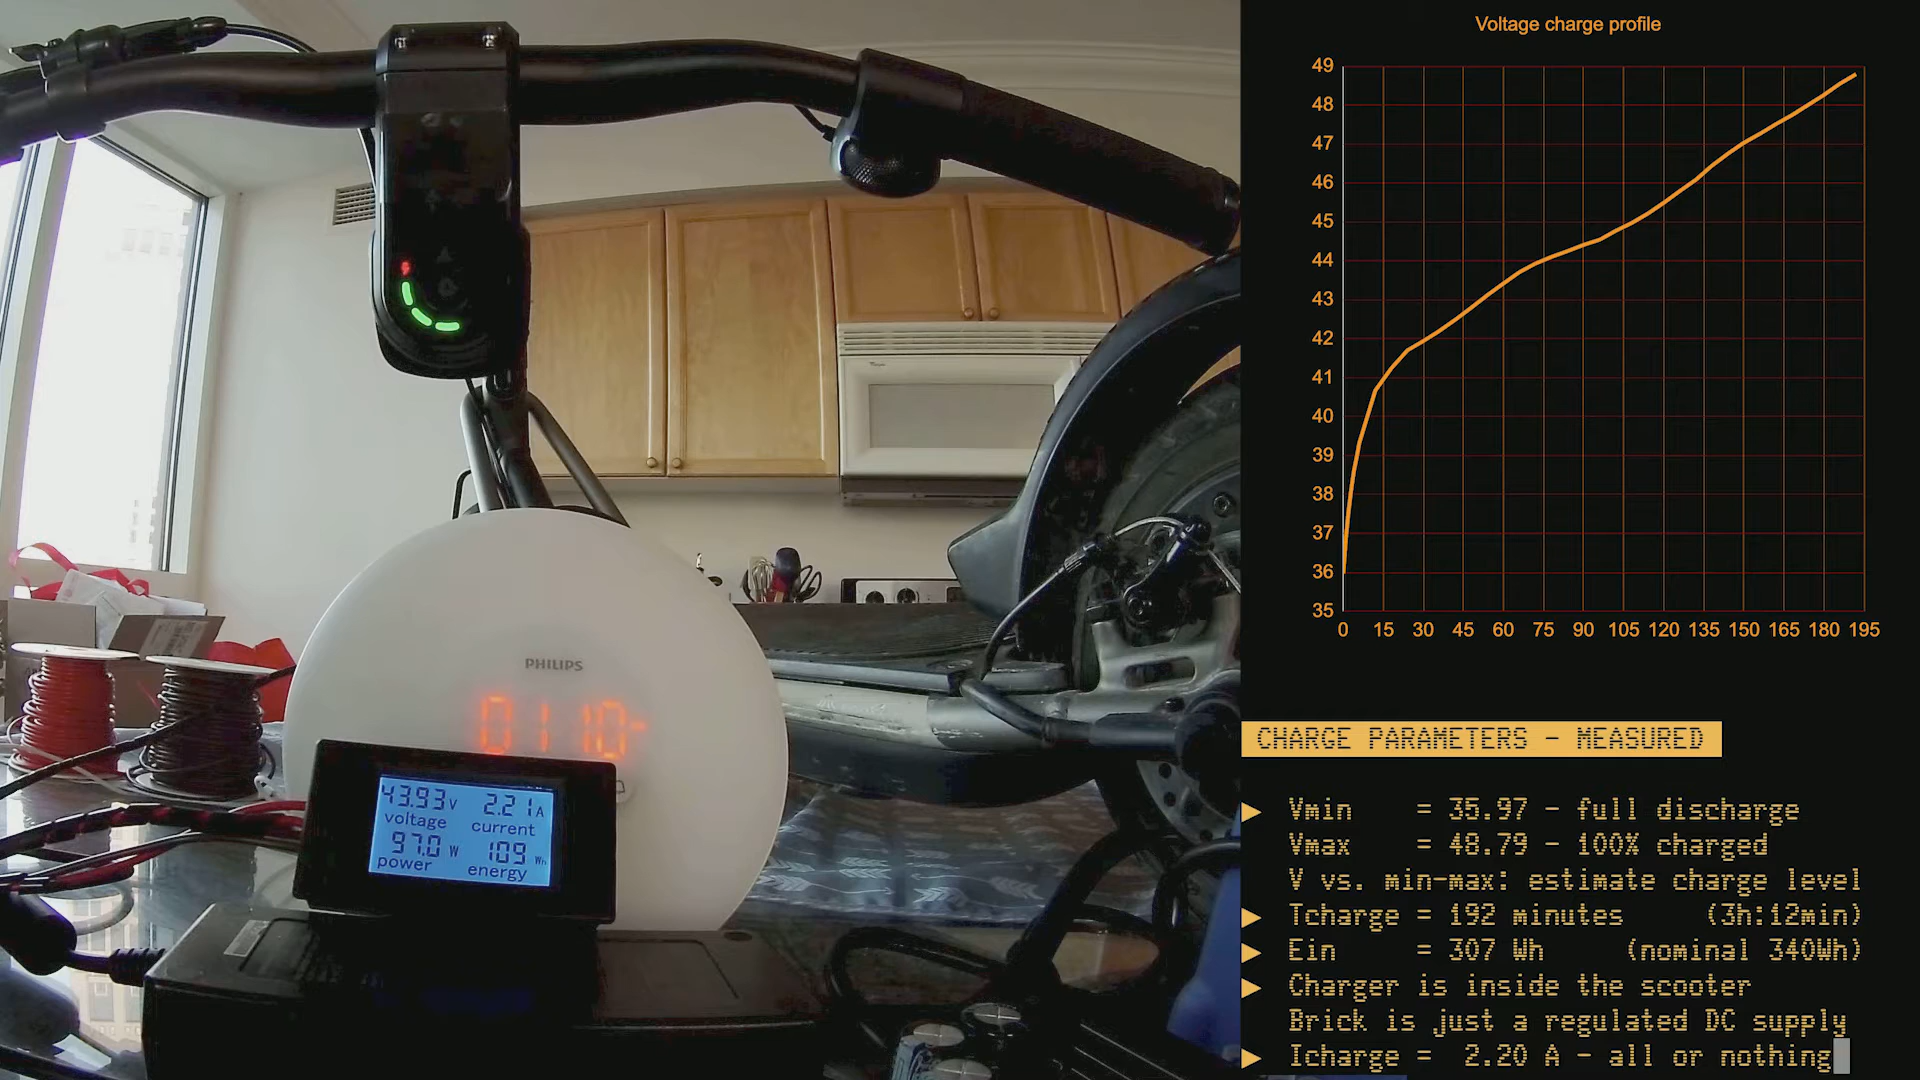 Voltage charge profile
49
48
47
46
45
44
43
42
41
40
39
38
37
36
35
0 15 30 45 60 75 90 105 120 135 150 165 180 195
PHILIPS
01 10
43.93 V 2.21 A
voltage current
97.0 W 109 Wh
power energy
CHARGE PARAMETERS - MEASURED
Vmin = 35.97 - full discharge
Vmax = 48.79 - 100% charged
V vs. min-max: estimate charge level
Tcharge = 192 minutes (3h:12min)
Ein = 307 Wh (nominal 340Wh)
Charger is inside the scooter
Brick is just a regulated DC supply
Icharge = 2.20 A - all or nothing